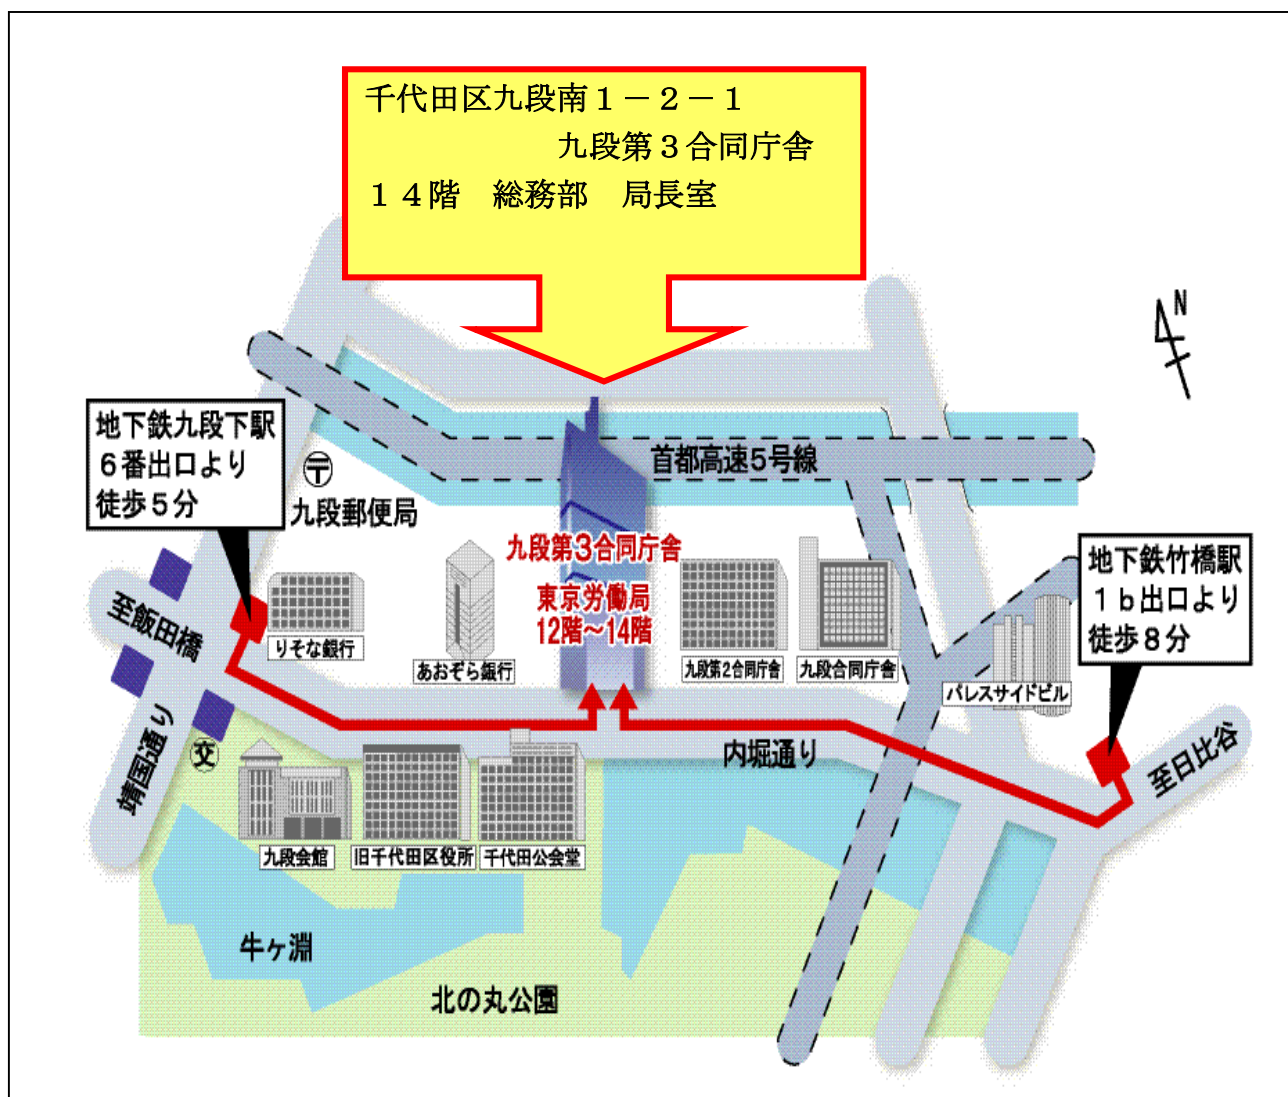 千代田区九段南１－２－１
九段第３合同庁舎
１４階　総務部　局長室
N
地下鉄九段下駅
６番出口より
徒歩５分
〒
九段郵便局
首都高速5号線
九段第3合同庁舎
東京労働局
12階～14階
地下鉄竹橋駅
１ｂ出口より
徒歩８分
至飯田橋
りそな銀行
あおぞら銀行
九段第2合同庁舎
九段合同庁舎
パレスサイドビル
靖国通り
交
内堀通り
至日比谷
九段会館
旧千代田区役所
千代田公会堂
牛ヶ淵
北の丸公園